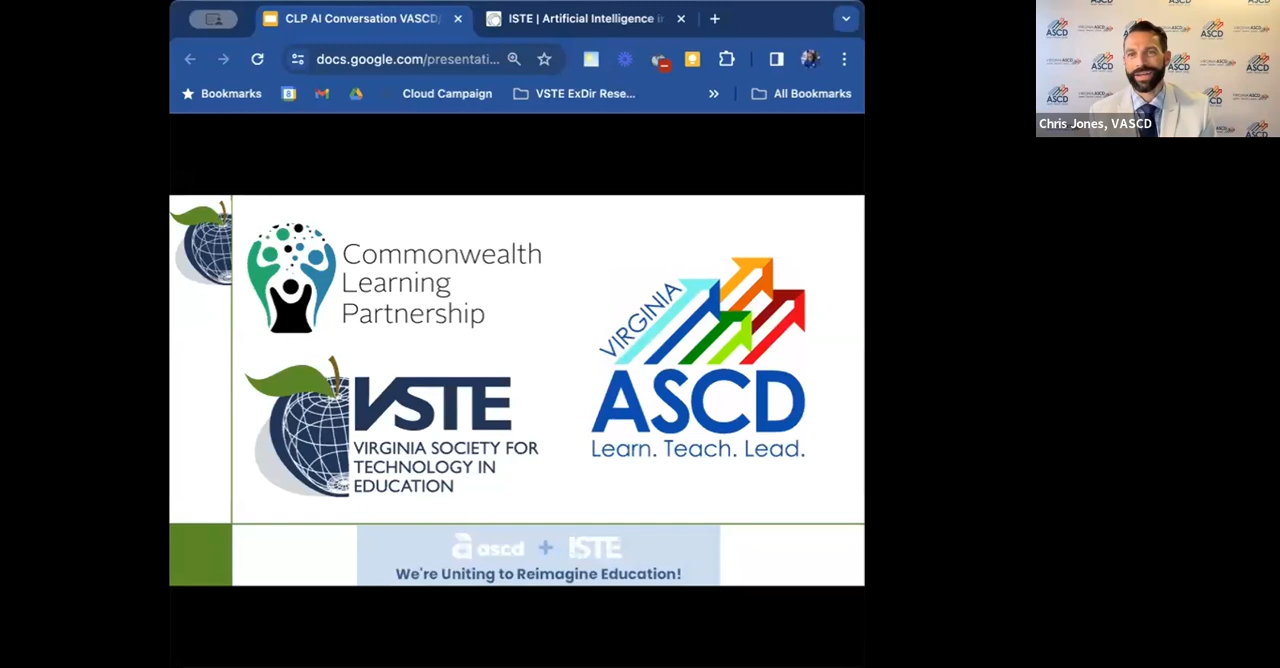 CLP AI Conversation VASCD/
ISTE | Artificial Intelligence in
docs.google.com/presentati...
Bookmarks
8
Cloud Campaign
VSTE ExDir Rese...
All Bookmarks
Chris Jones, VASCD
Commonwealth
Learning
Partnership
VIRGINIA
ASCD
Learn. Teach. Lead.
VSTE
VIRGINIA SOCIETY FOR
TECHNOLOGY IN
EDUCATION
ascd + ISTE
We're Uniting to Reimagine Education!